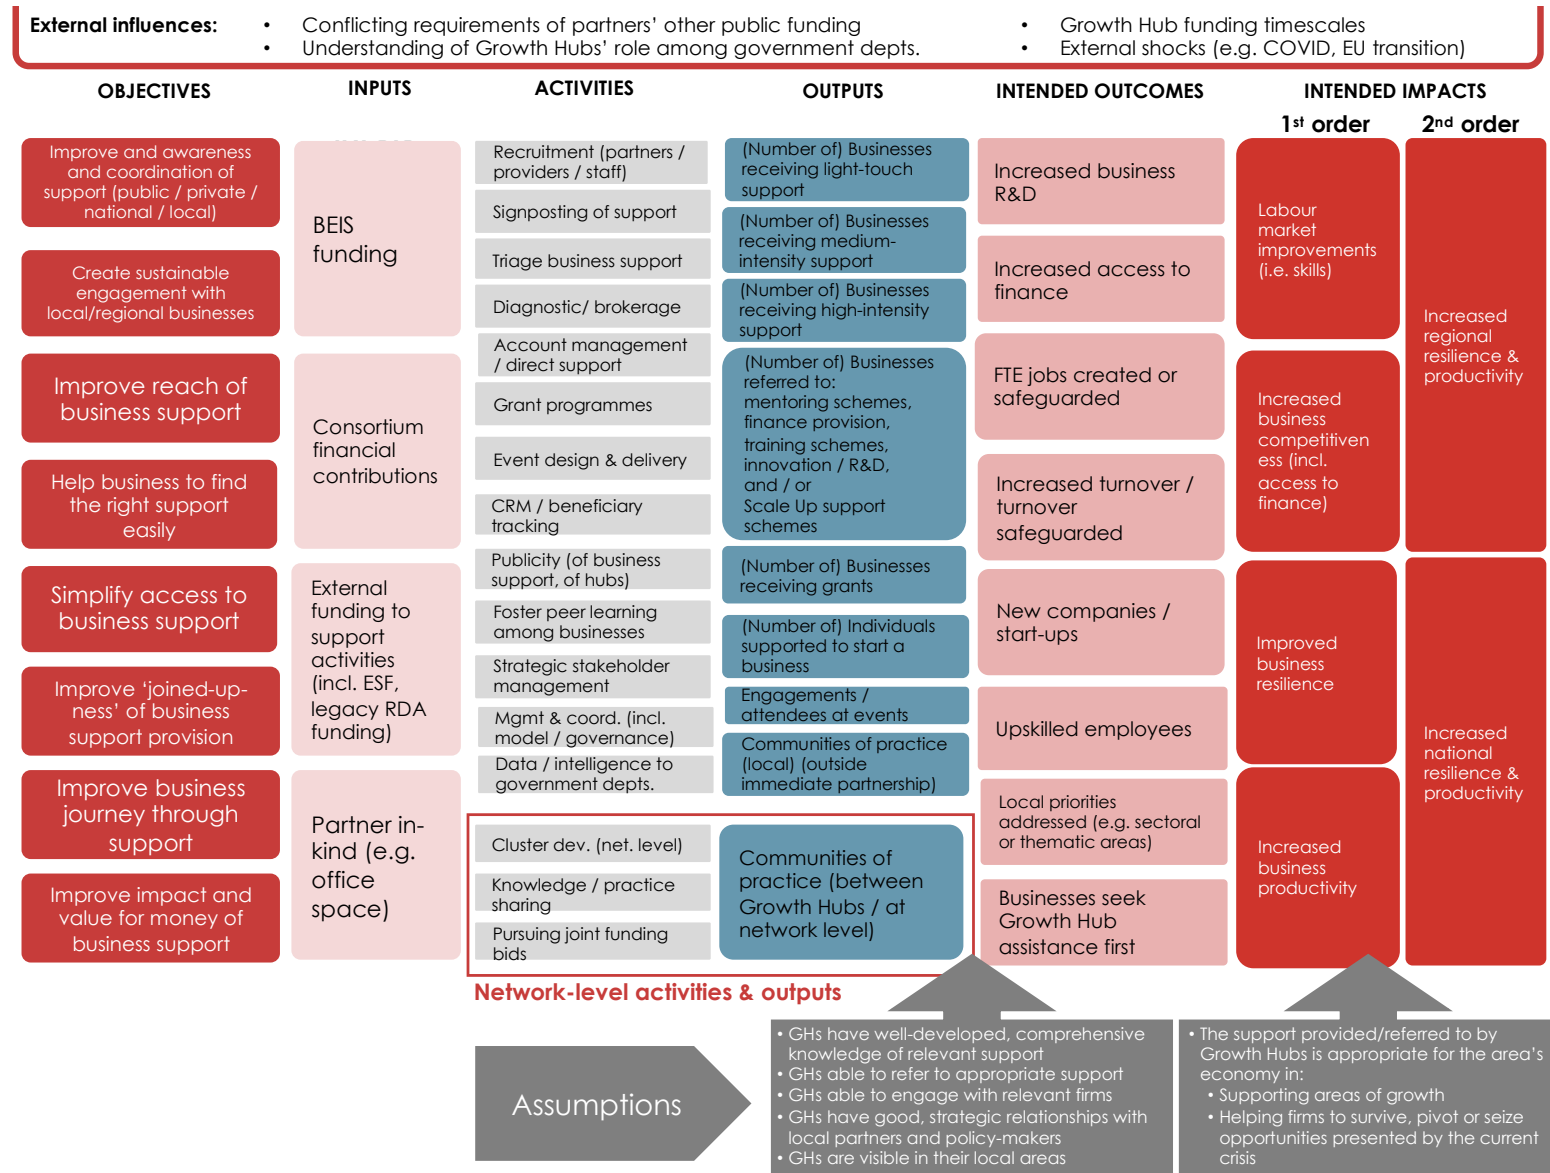 External influences:
• Conflicting requirements of partners’ other public funding
• Understanding of Growth Hubs’ role among government depts.
• Growth Hub funding timescales
• External shocks (e.g. COVID, EU transition)
OBJECTIVES
Improve and awareness
and coordination of
support (public / private /
national / local)
Create sustainable
engagement with
local/regional businesses
Improve reach of
business support
Help business to find
the right support
easily
Simplify access to
business support
Improve ‘joined-up-
ness’ of business
support provision
Improve business
journey through
support
Improve impact and
value for money of
business support
INPUTS
BEIS
funding
Consortium
financial
contributions
External
funding to
support
activities
(incl. ESF,
legacy RDA
funding)
Partner in-
kind (e.g.
office
space)
ACTIVITIES
Recruitment (partners /
providers / staff)
Signposting of support
Triage business support
Diagnostic/ brokerage
Account management
/ direct support
Grant programmes
Event design & delivery
CRM / beneficiary
tracking
Publicity (of business
support, of hubs)
Foster peer learning
among businesses
Strategic stakeholder
management
Mgmt & coord. (incl.
model / governance)
Data / intelligence to
government depts.
Cluster dev. (net. level)
Knowledge / practice
sharing
Pursuing joint funding
bids
OUTPUTS
(Number of) Businesses
receiving light-touch
support
(Number of) Businesses
receiving medium-
intensity support
(Number of) Businesses
receiving high-intensity
support
(Number of) Businesses
referred to:
mentoring schemes,
finance provision,
training schemes,
innovation / R&D,
and / or
Scale Up support
schemes
(Number of) Businesses
receiving grants
(Number of) Individuals
supported to start a
business
Engagements /
attendees at events
Communities of practice
(local) (outside
immediate partnership)
Communities of
practice (between
Growth Hubs / at
network level)
Network-level activities & outputs
INTENDED OUTCOMES
Increased business
R&D
Increased access to
finance
FTE jobs created or
safeguarded
Increased turnover /
turnover
safeguarded
New companies /
start-ups
Upskilled employees
Local priorities
addressed (e.g. sectoral
or thematic areas)
Businesses seek
Growth Hub
assistance first
INTENDED IMPACTS
1st order
Labour
market
improvements
(i.e. skills)
Increased
business
competitiven
ess (incl.
access to
finance)
Improved
business
resilience
Increased
business
productivity
2nd order
Increased
regional
resilience &
productivity
Increased
national
resilience &
productivity
Assumptions
• GHs have well-developed, comprehensive
knowledge of relevant support
• GHs able to refer to appropriate support
• GHs able to engage with relevant firms
• GHs have good, strategic relationships with
local partners and policy-makers
• GHs are visible in their local areas
• The support provided/referred to by
Growth Hubs is appropriate for the area’s
economy in:
• Supporting areas of growth
• Helping firms to survive, pivot or seize
opportunities presented by the current
crisis